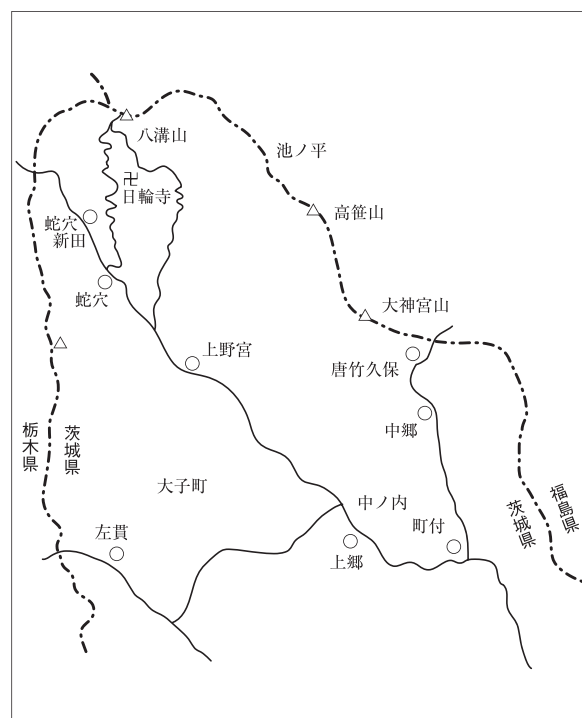 八溝山
池ノ平
卍
日輪寺
高笹山
蛇穴
新田
蛇穴
大神宮山
上野宮
唐竹久保
中郷
栃木県
茨城県
大子町
中ノ内
福島県
茨城県
左貫
町付
上郷